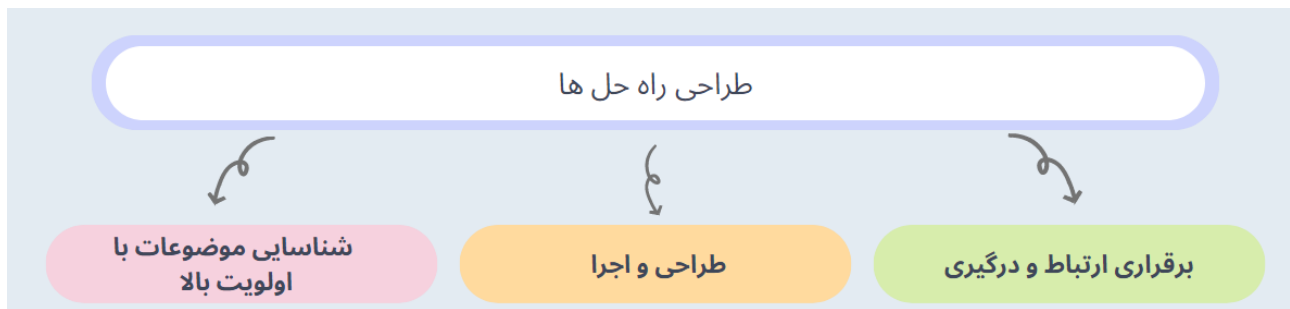 طراحی راه حل ها
برقراری ارتباط و درگیری
طراحی و اجرا
شناسایی موضوعات با
اولویت بالا